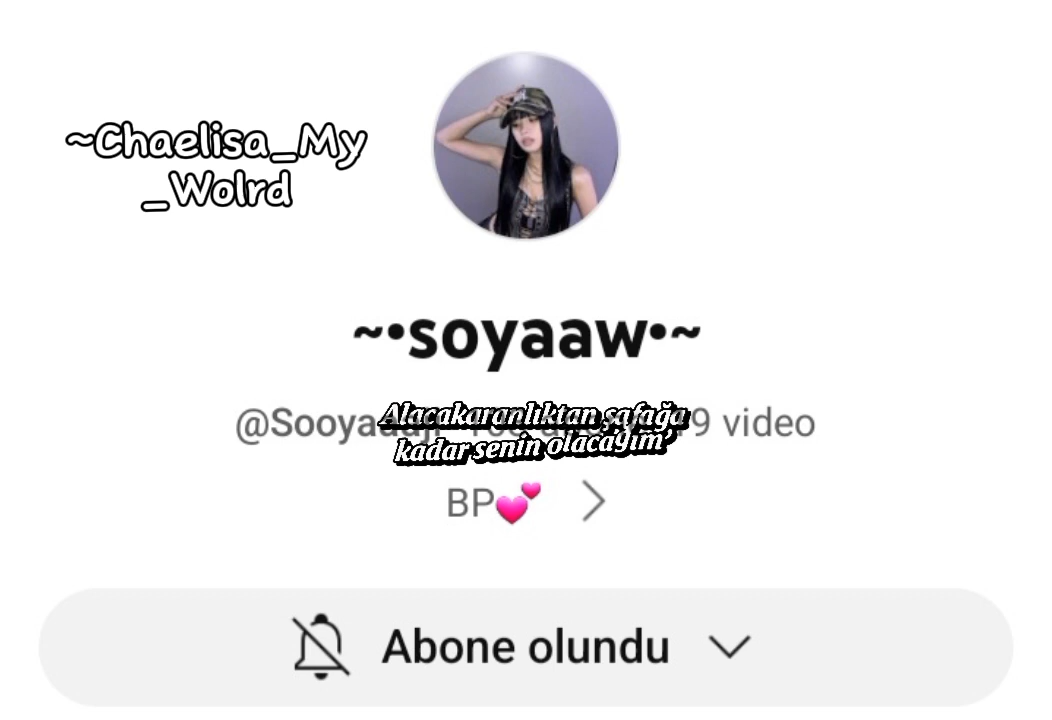 ~Chaelisa_My
_Wolrd
~•soyaaw•~
Alacakaranlıktan şafağa
kadar senin olacağım'
9 video
BP💕 >
Abone olundu